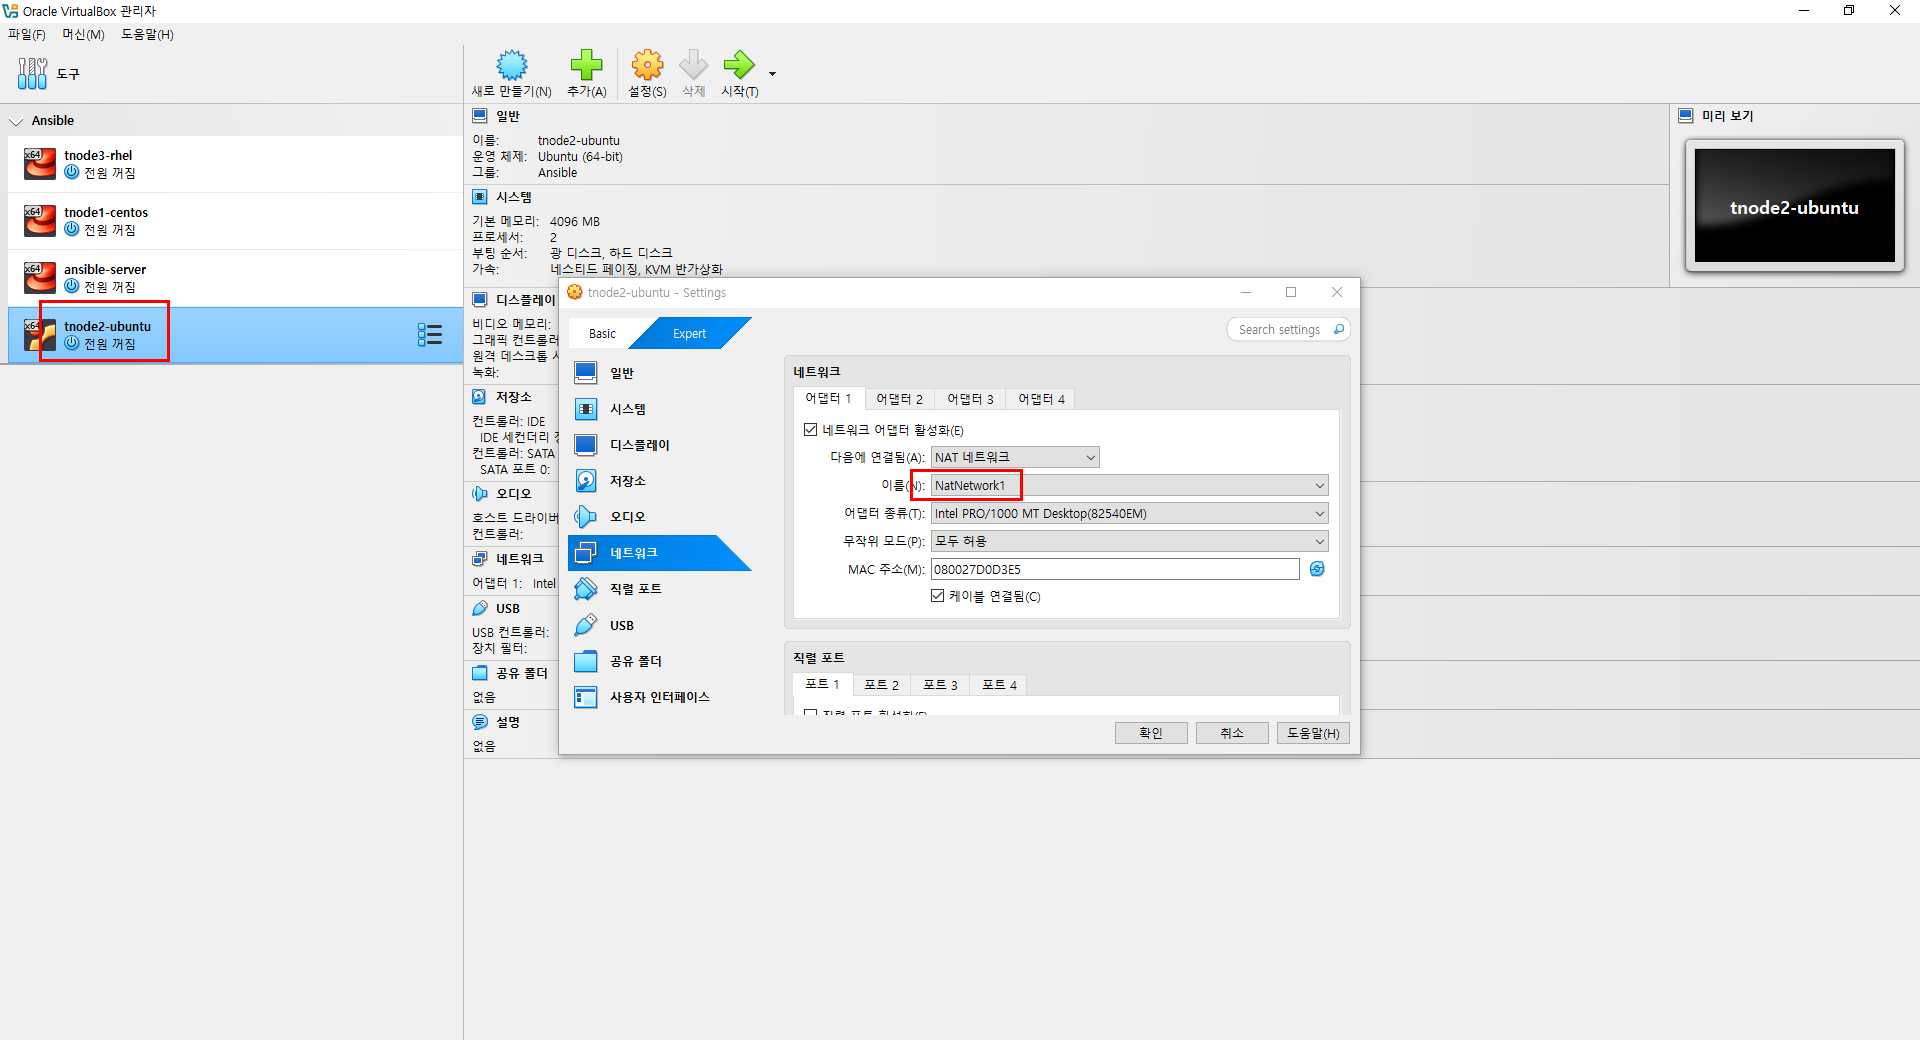 Oracle VirtualBox 관리자
파일(F) 머신(M) 도움말(H)
도구
새로 만들기(N) 추가(A) 설정(S) 삭제 시작(T)
Ansible
x64 tnode3-rhel
전원 꺼짐
x64 tnode1-centos
전원 꺼짐
x64 ansible-server
전원 꺼짐
x64 tnode2-ubuntu
전원 꺼짐
일반
이름: tnode2-ubuntu
운영 체제: Ubuntu (64-bit)
그룹: Ansible
시스템
기본 메모리: 4096 MB
프로세서: 2
부팅 순서: 광 디스크, 하드 디스크
가속: 네스티드 페이징, KVM 반가상화
디스플레이
비디오 메모리:
그래픽 컨트롤러
원격 데스크톱
녹화:
저장소
컨트롤러: IDE
IDE 세컨더리
컨트롤러: SATA
SATA 포트 0:
오디오
호스트 드라이버
컨트롤러:
네트워크
어댑터 1: Intel
USB
USB 컨트롤러:
장치 필터:
공유 폴더
없음
설명
없음
미리 보기
tnode2-ubuntu
tnode2-ubuntu - Settings
Basic Expert
Search settings
일반
시스템
디스플레이
저장소
오디오
네트워크
직렬 포트
USB
공유 폴더
사용자 인터페이스
네트워크
어댑터 1 어댑터 2 어댑터 3 어댑터 4
네트워크 어댑터 활성화(E)
다음에 연결됨(A): NAT 네트워크
이름(N): NatNetwork1
어댑터 종류(T): Intel PRO/1000 MT Desktop(82540EM)
무작위 모드(P): 모두 허용
MAC 주소(M): 080027D0D3E5
케이블 연결됨(C)
직렬 포트
포트 1 포트 2 포트 3 포트 4
확인 취소 도움말(H)